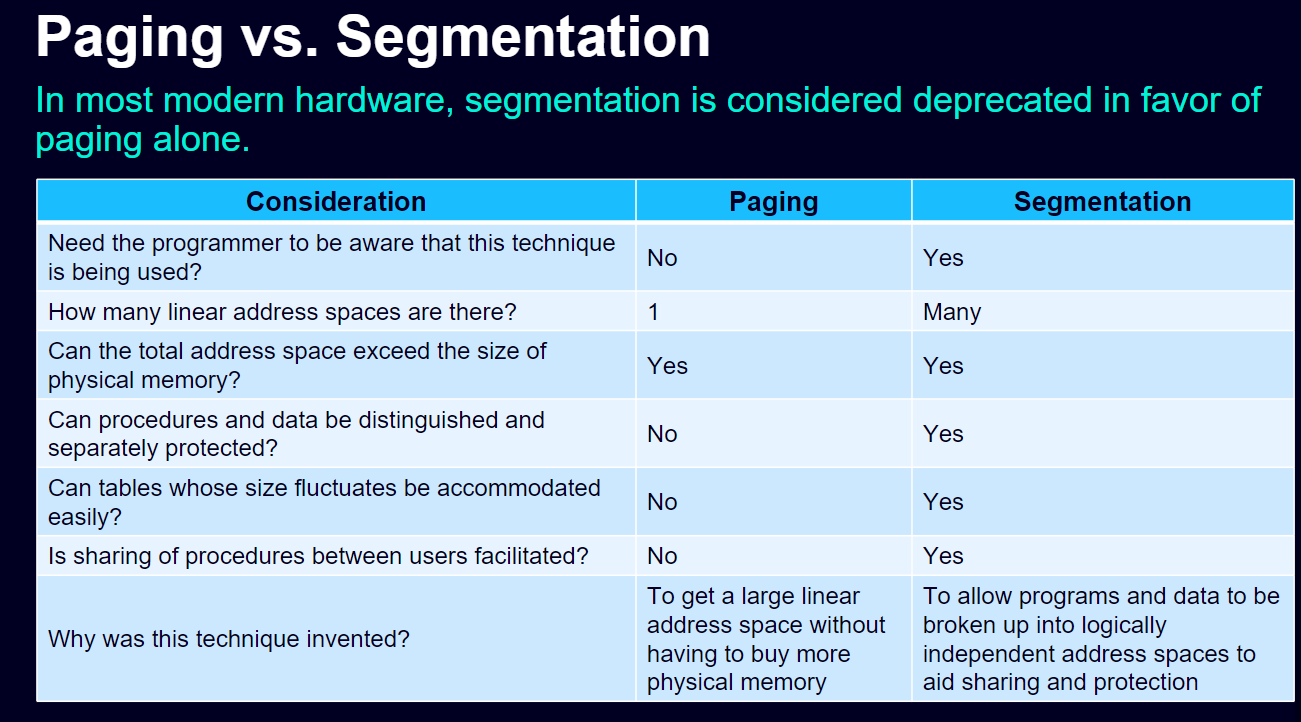 Paging vs. Segmentation
In most modern hardware, segmentation is considered deprecated in favor of
paging alone.
Consideration Paging Segmentation
Need the programmer to be aware that this technique
is being used?
No
Yes
How many linear address spaces are there? 1 Many
Can the total address space exceed the size of
physical memory?
Yes
Yes
Can procedures and data be distinguished and
separately protected?
No
Yes
Can tables whose size fluctuates be accommodated
easily?
No
Yes
Is sharing of procedures between users facilitated? No Yes
Why was this technique invented?
To get a large linear
address space without
having to buy more
physical memory
To allow programs and data to be
broken up into logically
independent address spaces to
aid sharing and protection